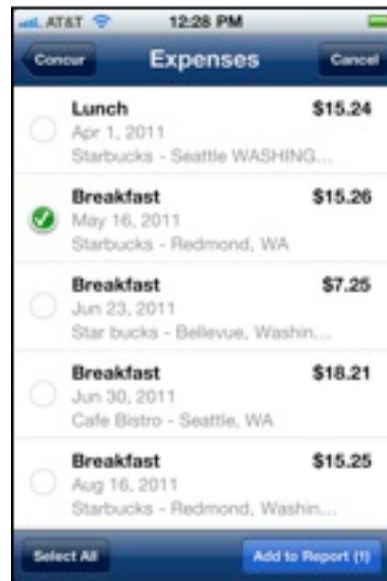 AT&T 12:28 PM
Concur Expenses Cancel
Lunch $15.24
Apr 1, 2011
Starbucks - Seattle WASHING...
Breakfast $15.26
May 16, 2011
Starbucks - Redmond, WA
Breakfast $7.25
Jun 23, 2011
Star bucks - Bellevue, Washin...
Breakfast $18.21
Jun 30, 2011
Cafe Bistro - Seattle, WA
Breakfast $15.25
Aug 16, 2011
Starbucks - Redmond, Washin...
Select All Add to Report (1)